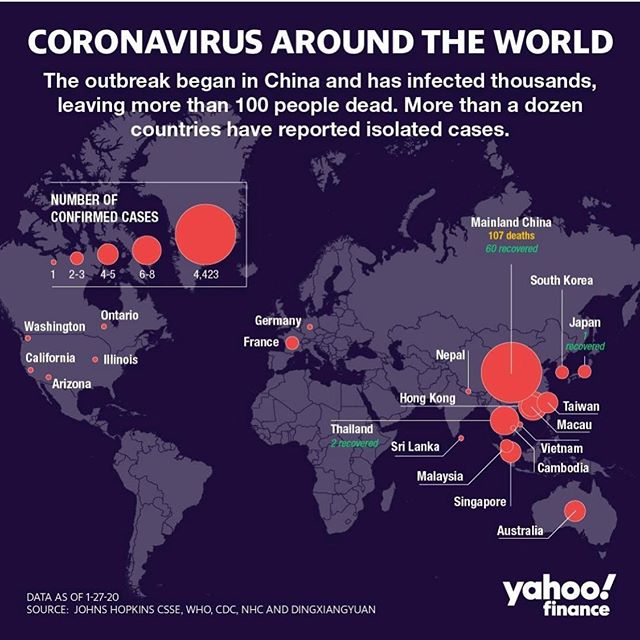 CORONAVIRUS AROUND THE WORLD
The outbreak began in China and has infected thousands,
leaving more than 100 people dead. More than a dozen
countries have reported isolated cases.
NUMBER OF
CONFIRMED CASES
1 2-3 4-5 6-8 4,423
Mainland China
107 deaths
60 recovered
South Korea
Japan
1
recovered
Ontario
Washington
California
Illinois
Arizona
Germany
France
Nepal
Hong Kong
Taiwan
Macau
Thailand
2 recovered
Sri Lanka
Vietnam
Cambodia
Malaysia
Singapore
Australia
DATA AS OF 1-27-20
SOURCE: JOHNS HOPKINS CSSE, WHO, CDC, NHC AND DINGXIANGYUAN
yahoo!
finance